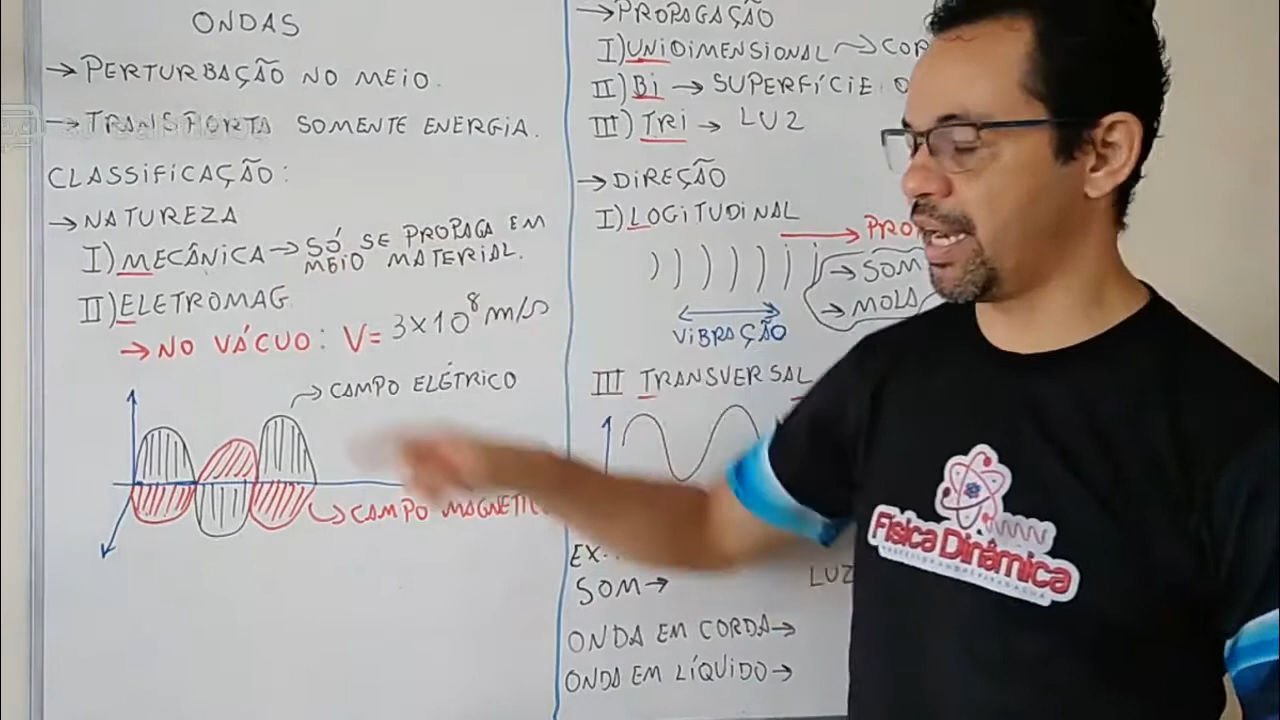 ONDAS
→ PERTURBAÇÃO NO MEIO.
→ TRANSPORTA SOMENTE ENERGIA.
CLASSIFICAÇÃO:
→ NATUREZA
I) MECÂNICA → SÓ SE PROPAGA EM
MEIO MATERIAL.
II) ELETROMAG
→ NO VÁCUO: V= 3×10⁸ m/s
→ CAMPO ELÉTRICO
→ CAMPO MAGNÉTIC
→ PROPAGAÇÃO
I) UNIDIMENSIONAL → COR
II) BI → SUPERFÍCIE
III) TRI → LUZ
→ DIREÇÃO
I) LOGITUDINAL
PRO
→ SOM
→ MOLA
VIBRAÇÃO
III TRANSVERSAL
EX.:
SOM →
LUZ
ONDA EM CORDA →
ONDA EM LÍQUIDO →
Física Dinâmica